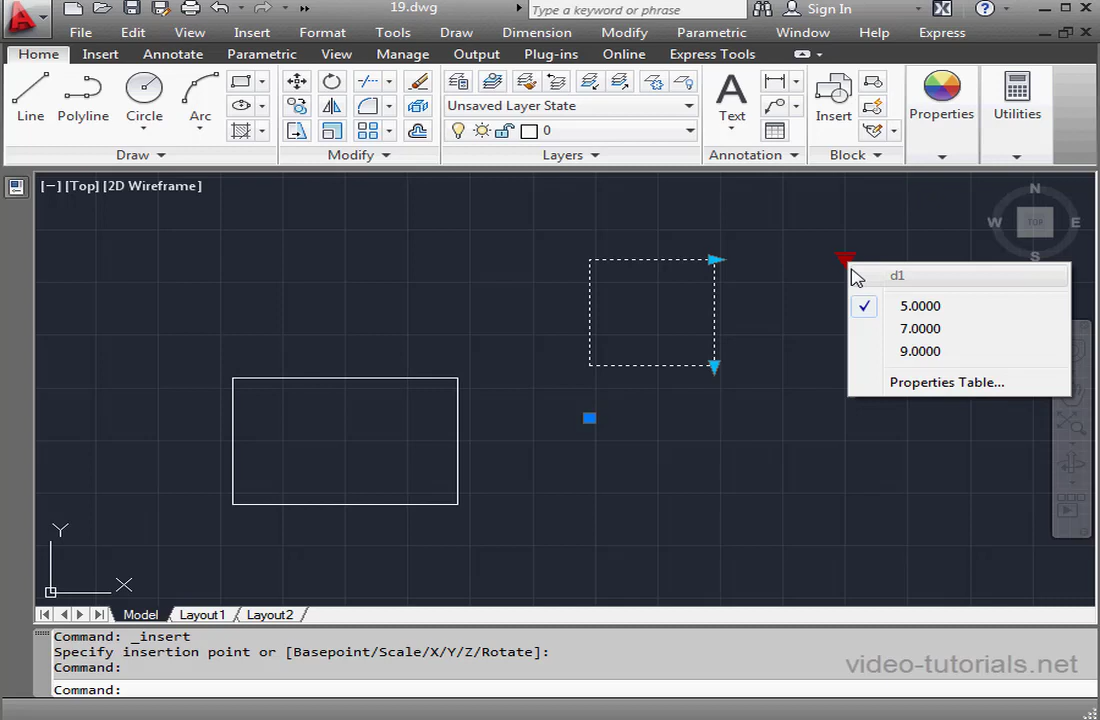 19.dwg
Type a keyword or phrase
Sign In
File Edit View Insert Format Tools Draw Dimension Modify Parametric Window Help Express
Home Insert Annotate Parametric View Manage Output Plug-ins Online Express Tools
Unsaved Layer State
0
Line Polyline Circle Arc
Text
Insert
Properties
Utilities
Draw
Modify
Layers
Annotation
Block
[−][Top][2D Wireframe]
N
W TOP E
S
d1
5.0000
7.0000
9.0000
Properties Table...
Y
X
Model Layout1 Layout2
Command: _insert
Specify insertion point or [Basepoint/Scale/X/Y/Z/Rotate]:
Command:
Command:
video-tutorials.net